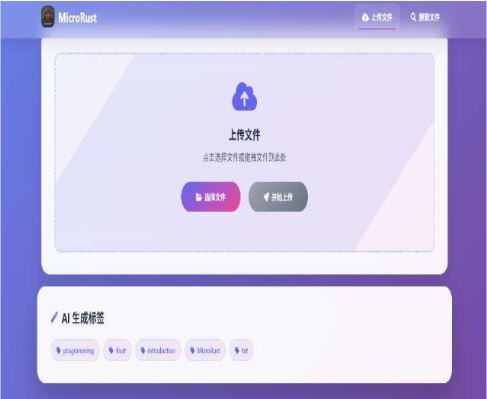 MicroRust
上传文件
搜索文件
上传文件
点击选择文件或拖拽文件到此处
选择文件
开始上传
AI 生成标签
programming
Rust
Introduction
MicroRust
txt